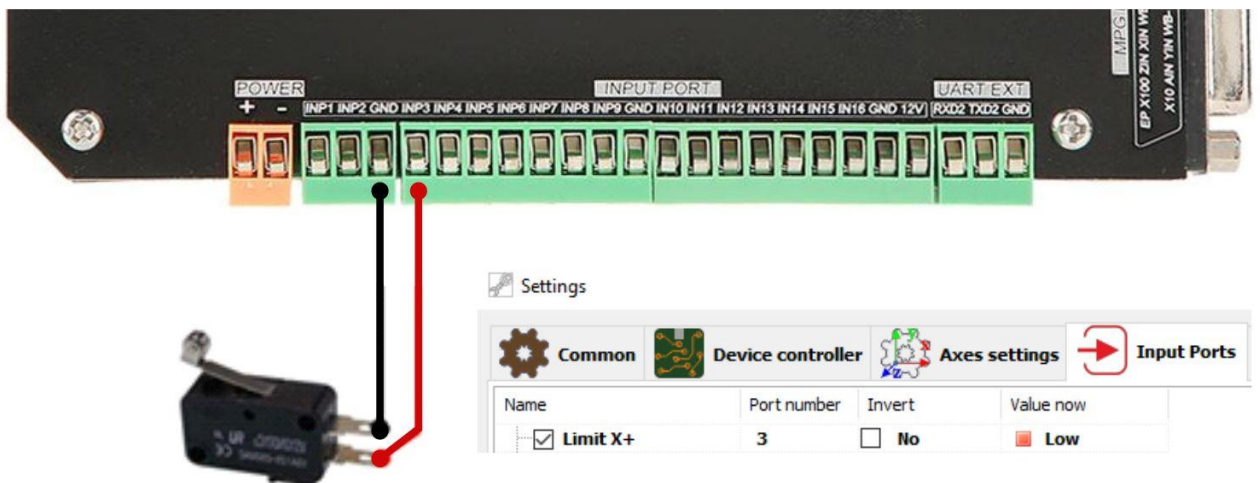 POWER
+ -
INPUT PORT
UART EXT
INP1 INP2 GND INP3 INP4 INP5 INP6 INP7 INP8 INP9 GND IN10 IN11 IN12 IN13 IN14 IN15 IN16 GND 12V
RXD2 TXD2 GND
MPG
EP X100 ZIN XIN WB-
X10 AIN YIN WB-
Settings
Common
Device controller
Axes settings
Input Ports
Name Port number Invert Value now
Limit X+ 3 No Low